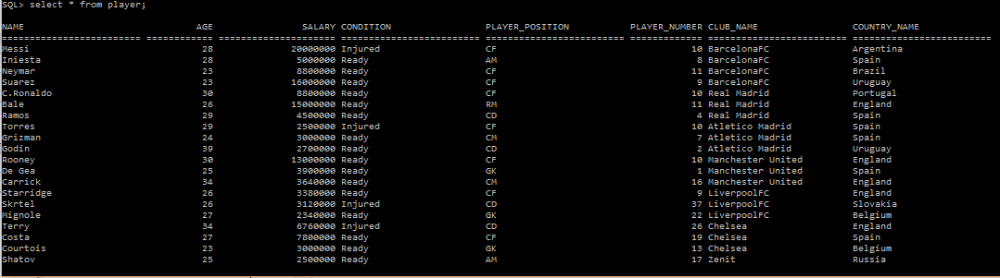 SQL> select * from player;
NAME AGE SALARY CONDITION PLAYER_POSITION PLAYER_NUMBER CLUB_NAME COUNTRY_NAME
Messi 28 20000000 Injured CF 10 BarcelonaFC Argentina
Iniesta 28 5000000 Ready AM 8 BarcelonaFC Spain
Neymar 23 8800000 Ready CF 11 BarcelonaFC Brazil
Suarez 23 16000000 Ready CF 9 BarcelonaFC Uruguay
C.Ronaldo 30 8800000 Ready CF 10 Real Madrid Portugal
Bale 26 15000000 Ready RM 11 Real Madrid England
Ramos 29 4500000 Ready CD 4 Real Madrid Spain
Torres 29 2500000 Injured CF 10 Atletico Madrid Spain
Grizman 24 3000000 Ready CM 7 Atletico Madrid Spain
Godin 39 2700000 Ready CD 2 Atletico Madrid Uruguay
Rooney 30 13000000 Ready CF 10 Manchester United England
De Gea 25 3900000 Ready GK 1 Manchester United Spain
Carrick 34 3640000 Ready CM 16 Manchester United England
Starridge 26 3380000 Ready CF 9 LiverpoolFC England
Skrtel 26 3120000 Injured CD 37 LiverpoolFC Slovakia
Mignole 27 2340000 Ready GK 22 LiverpoolFC Belgium
Terry 34 6760000 Injured CD 26 Chelsea England
Costa 27 7800000 Ready CF 19 Chelsea Spain
Courtois 23 3000000 Ready GK 13 Chelsea Belgium
Shatov 25 2500000 Ready AM 17 Zenit Russia